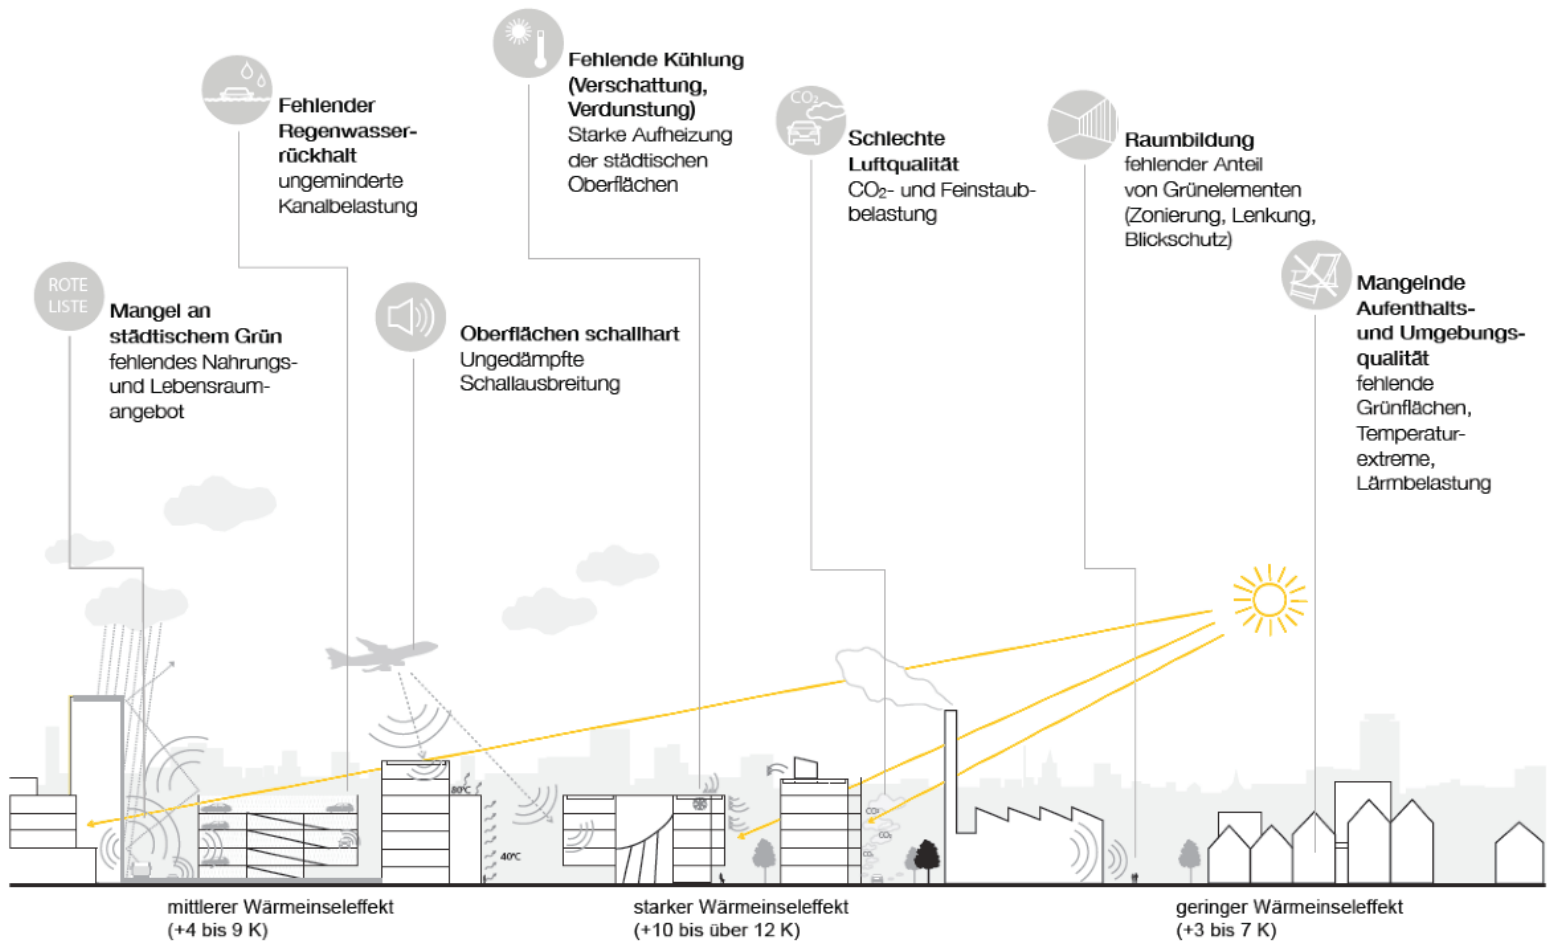 ROTE
LISTE
Mangel an
städtischem Grün
fehlendes Nahrungs-
und Lebensraum-
angebot
Fehlender
Regenwasser-
rückhalt
ungeminderte
Kanalbelastung
Oberflächen schallhart
Ungedämpfte
Schallausbreitung
Fehlende Kühlung
(Verschattung,
Verdunstung)
Starke Aufheizung
der städtischen
Oberflächen
CO₂
Schlechte
Luftqualität
CO₂- und Feinstaub-
belastung
Raumbildung
fehlender Anteil
von Grünelementen
(Zonierung, Lenkung,
Blickschutz)
Mangelnde
Aufenthalts-
und Umgebungs-
qualität
fehlende
Grünflächen,
Temperatur-
extreme,
Lärmbelastung
80°C
40°C
CO₂
CO₂
CO₂
mittlerer Wärmeinseleffekt
(+4 bis 9 K)
starker Wärmeinseleffekt
(+10 bis über 12 K)
geringer Wärmeinseleffekt
(+3 bis 7 K)